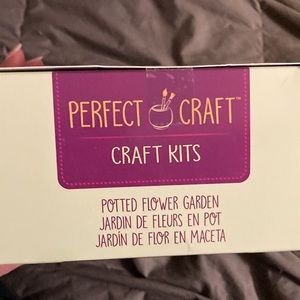 PERFECT CRAFT™
CRAFT KITS
POTTED FLOWER GARDEN
JARDIN DE FLEURS EN POT
JARDÍN DE FLOR EN MACETA